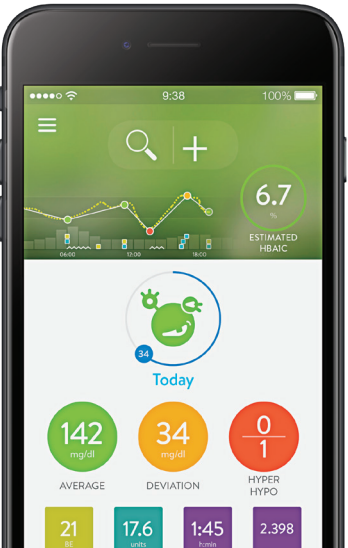 9:38 100%
6.7
%
ESTIMATED
HBA1C
06:00 12:00 18:00
34
Today
142 34 0
mg/dl mg/dl 1
AVERAGE DEVIATION HYPER
HYPO
21 17.6 1:45 2.398
BE units h:min